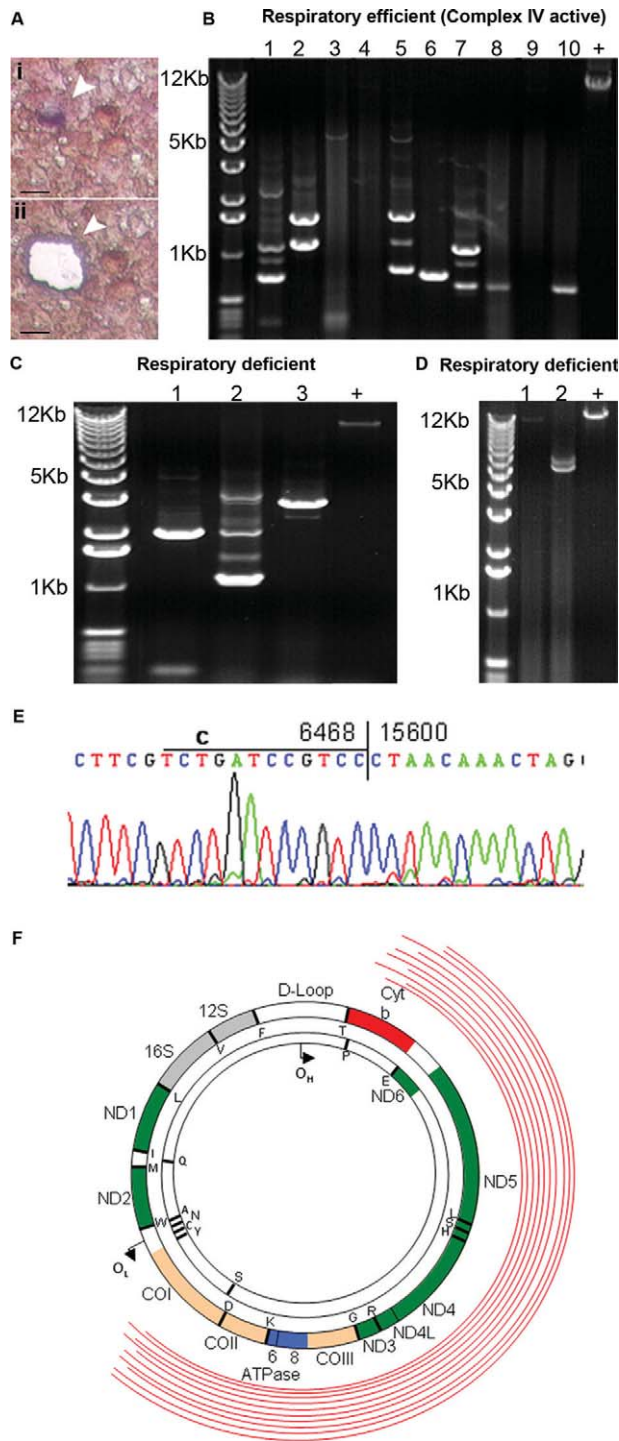 A
i
ii
B
Respiratory efficient (Complex IV active)
1 2 3 4 5 6 7 8 9 10 +
12Kb
5Kb
1Kb
C
Respiratory deficient
1 2 3 +
12Kb
5Kb
1Kb
D
Respiratory deficient
1 2 +
12Kb
5Kb
1Kb
E
6468 15600
C
CTTCGTCTGATCCGTCCCTAACAAACTAG
F
D-Loop
Cyt
b
12S
16S
ND1
ND2
COI
COII
ATPase
6
8
COIII
ND3
ND4L
ND4
ND5
ND6
OH
OL
F
V
L
I
M
Q
W
A
N
C
Y
S
D
K
G
R
H
S
L
E
P
T